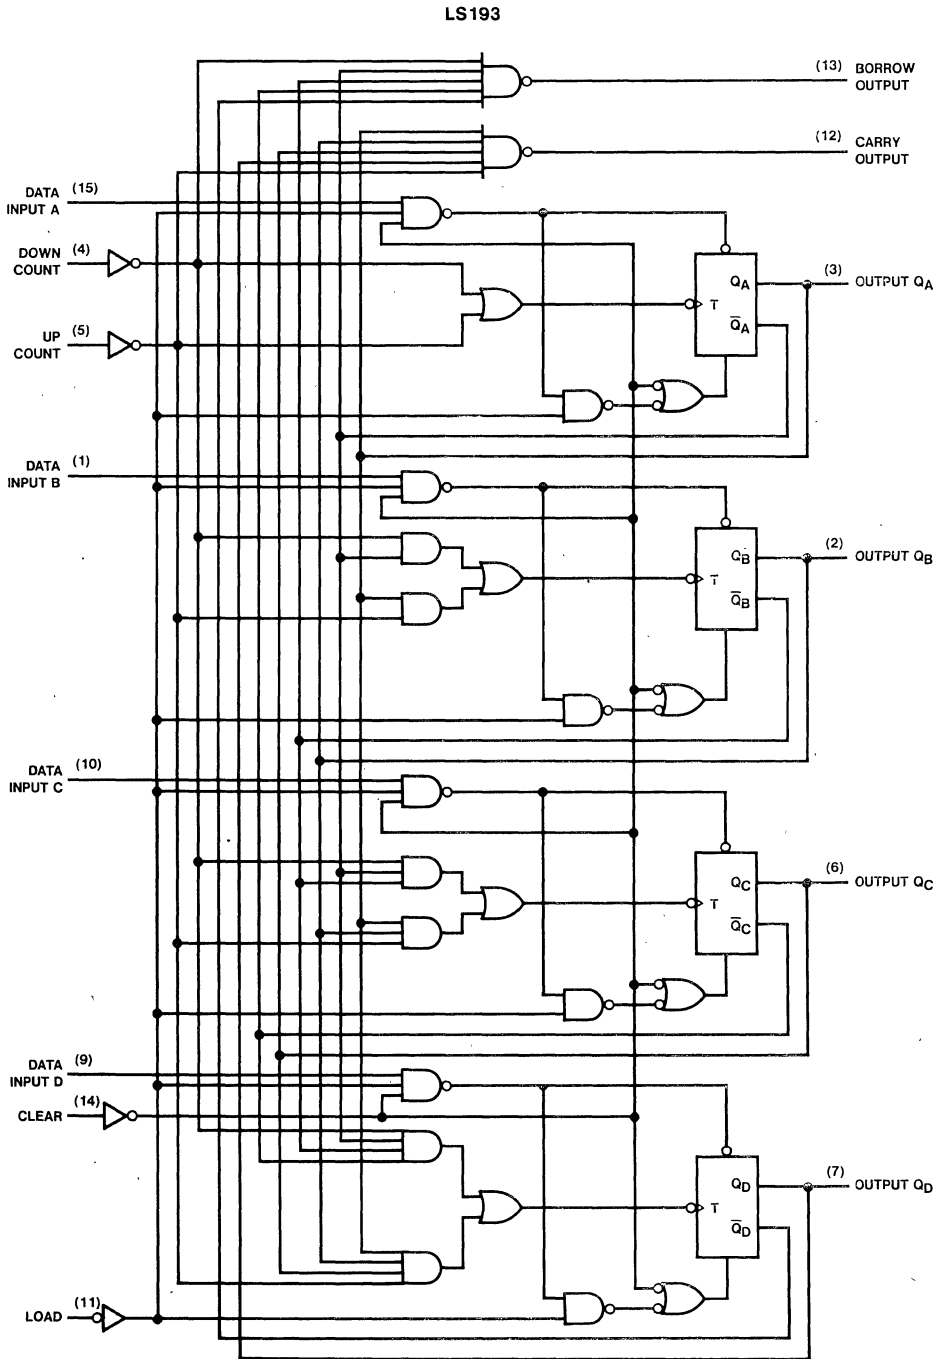 LS193
(13) BORROW
OUTPUT
(12) CARRY
OUTPUT
DATA (15)
INPUT A
DOWN (4)
COUNT
Q_A (3) OUTPUT Q_A
T
Q̅_A
UP (5)
COUNT
DATA (1)
INPUT B
Q_B (2) OUTPUT Q_B
T
Q̅_B
DATA (10)
INPUT C
Q_C (6) OUTPUT Q_C
T
Q̅_C
DATA (9)
INPUT D
CLEAR (14)
Q_D (7) OUTPUT Q_D
T
Q̅_D
LOAD (11)